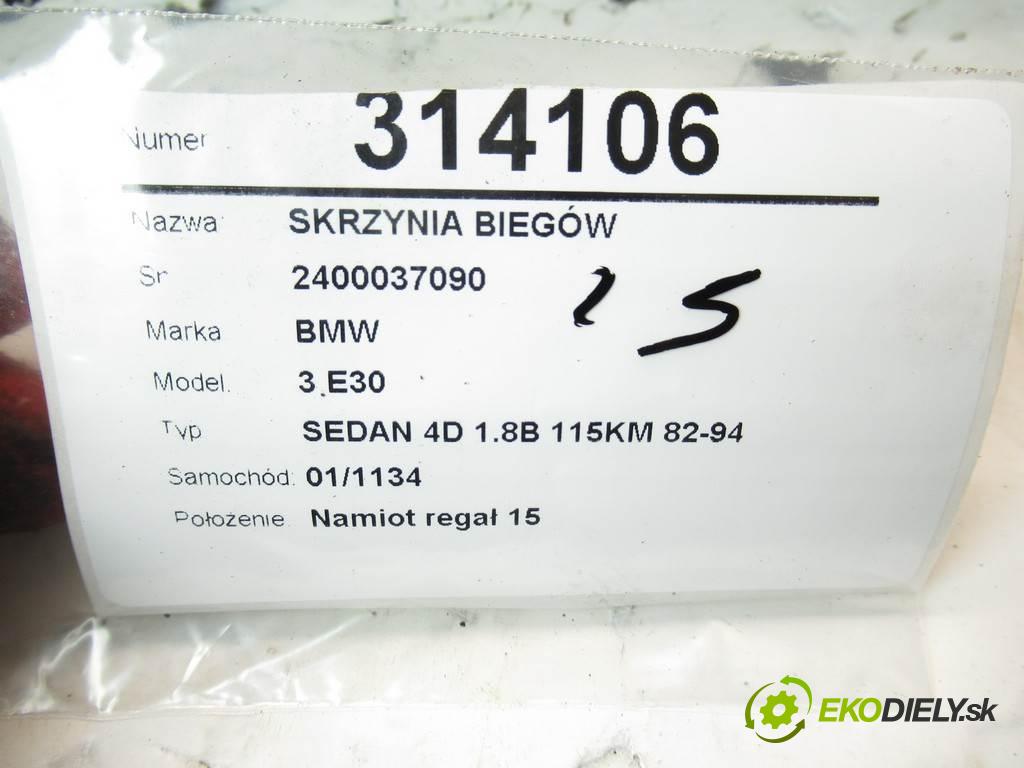 Numer 314106
Nazwa: SKRZYNIA BIEGÓW
Sr 2400037090
Marka BMW
Model. 3 E30
Typ SEDAN 4D 1.8B 115KM 82-94
Samochód: 01/1134
Położenie. Namiot regał 15
15
EKODIELY.sk